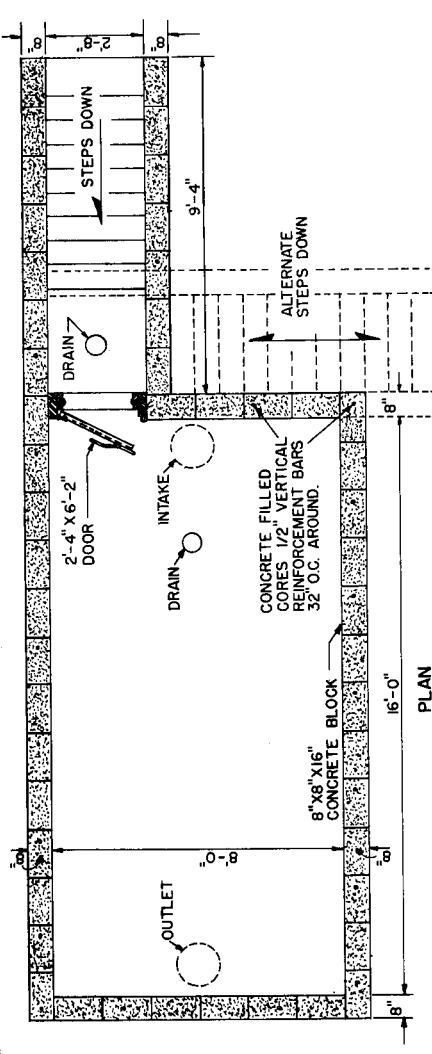 8"
2'-8"
8"
STEPS DOWN
9'-4"
DRAIN
ALTERNATE
STEPS DOWN
8"
2'-4" X 6'-2"
DOOR
INTAKE
DRAIN
CONCRETE FILLED
CORES 1/2" VERTICAL
REINFORCEMENT BARS
32" O.C. AROUND.
8"X8"X16"
CONCRETE BLOCK
16'-0"
PLAN
8"
8'-0"
8"
OUTLET
8"